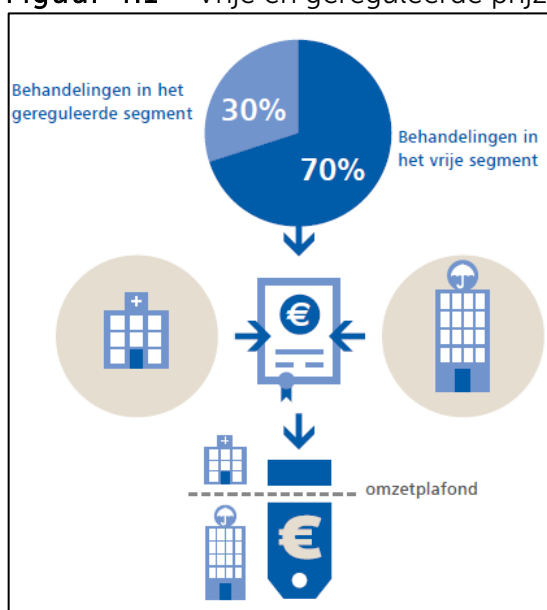 Vrije en gereguleerde prijz
Behandelingen in het
gereguleerde segment
30%
Behandelingen in
het vrije segment
70%
€
omzetplafond
€